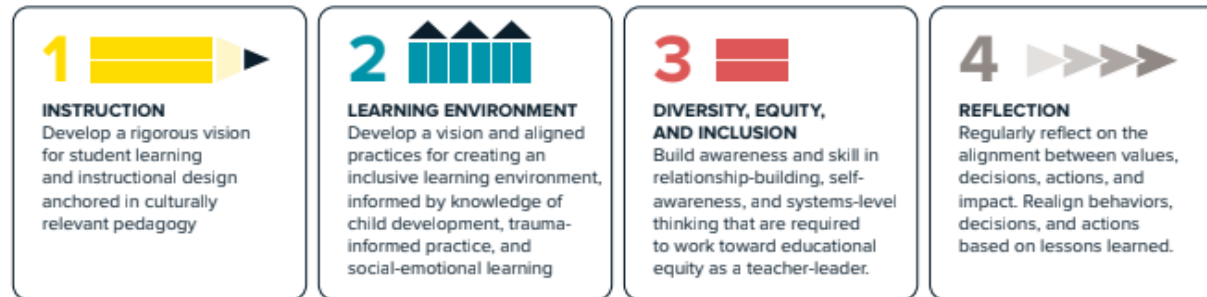 1
INSTRUCTION
Develop a rigorous vision
for student learning
and instructional design
anchored in culturally
relevant pedagogy
2
LEARNING ENVIRONMENT
Develop a vision and aligned
practices for creating an
inclusive learning environment,
informed by knowledge of
child development, trauma-
informed practice, and
social-emotional learning
3
DIVERSITY, EQUITY,
AND INCLUSION
Build awareness and skill in
relationship-building, self-
awareness, and systems-level
thinking that are required
to work toward educational
equity as a teacher-leader.
4
REFLECTION
Regularly reflect on the
alignment between values,
decisions, actions, and
impact. Realign behaviors,
decisions, and actions
based on lessons learned.